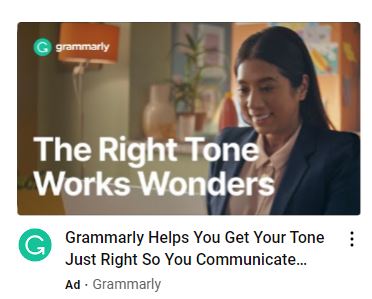 grammarly
The Right Tone
Works Wonders
Grammarly Helps You Get Your Tone
Just Right So You Communicate...
Ad · Grammarly